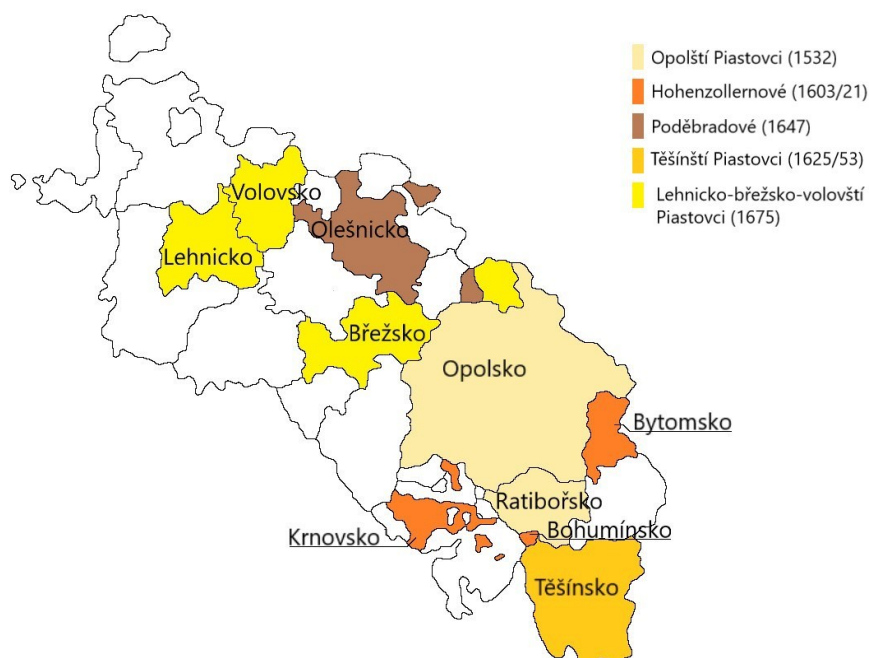 Opolští Piastovci (1532)
Hohenzollernové (1603/21)
Poděbradové (1647)
Těšínští Piastovci (1625/53)
Lehnicko-břežsko-volovští
Piastovci (1675)
Volovsko
Olešnicko
Lehnicko
Břežsko
Opolsko
Bytomsko
Ratibořsko
Bohumínsko
Krnovsko
Těšínsko